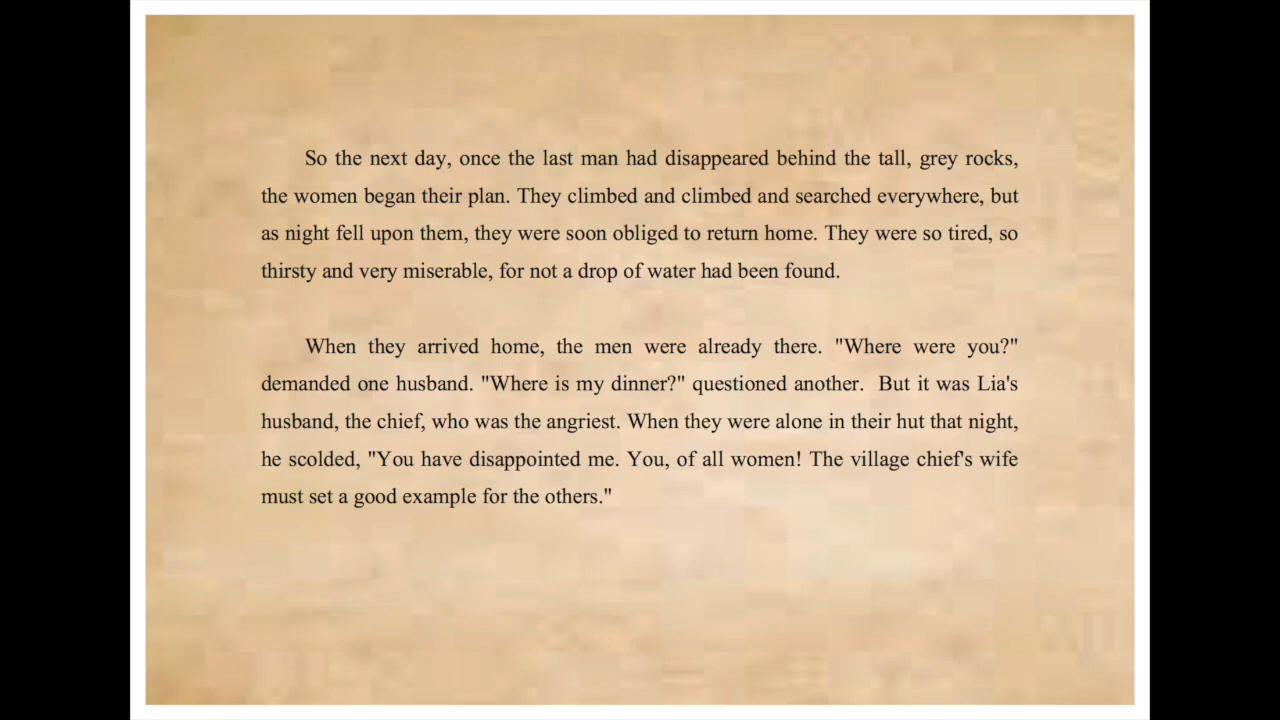 So the next day, once the last man had disappeared behind the tall, grey rocks,
the women began their plan. They climbed and climbed and searched everywhere, but
as night fell upon them, they were soon obliged to return home. They were so tired, so
thirsty and very miserable, for not a drop of water had been found.
When they arrived home, the men were already there. "Where were you?"
demanded one husband. "Where is my dinner?" questioned another.  But it was Lia's
husband, the chief, who was the angriest. When they were alone in their hut that night,
he scolded, "You have disappointed me. You, of all women! The village chief's wife
must set a good example for the others."